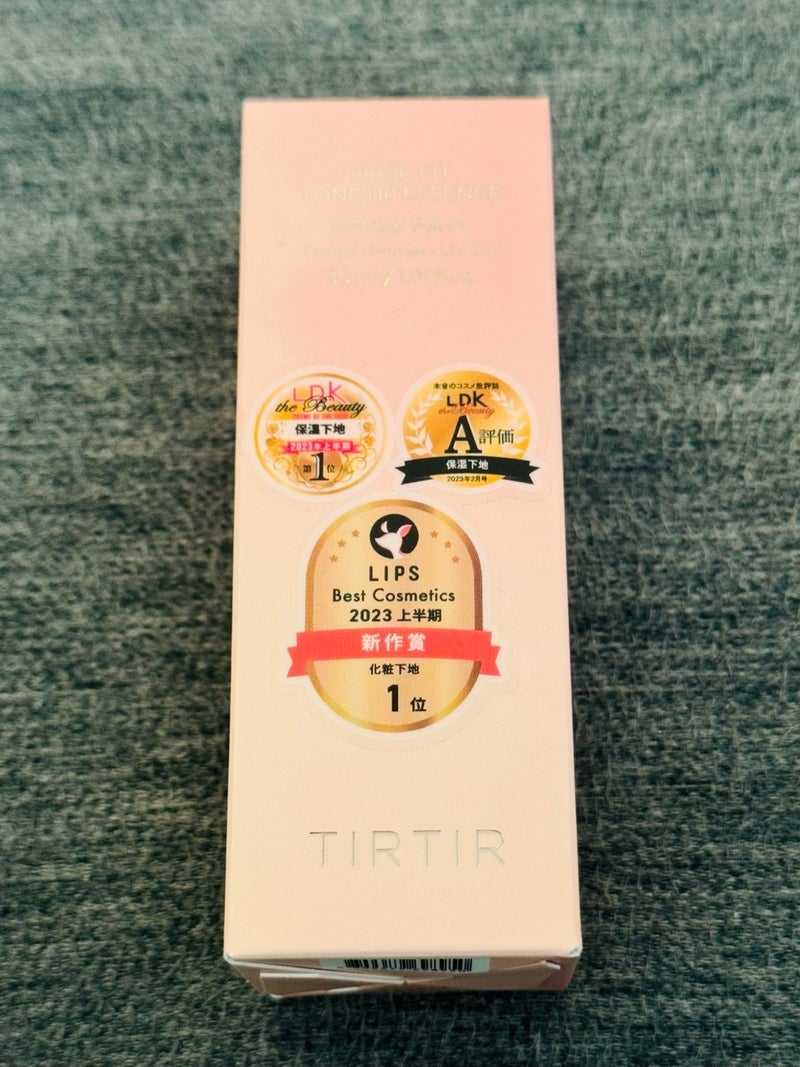 MASK FIT
TONE UP ESSENCE
SPF30 PA++
30ml /
LDK
the Beauty
保湿下地
2023年上半期
第1位
本音のコスメ批評誌
LDK
the Beauty
A評価
保湿下地
2023年2月号
LIPS
Best Cosmetics
2023 上半期
新作賞
化粧下地
1位
TIRTIR